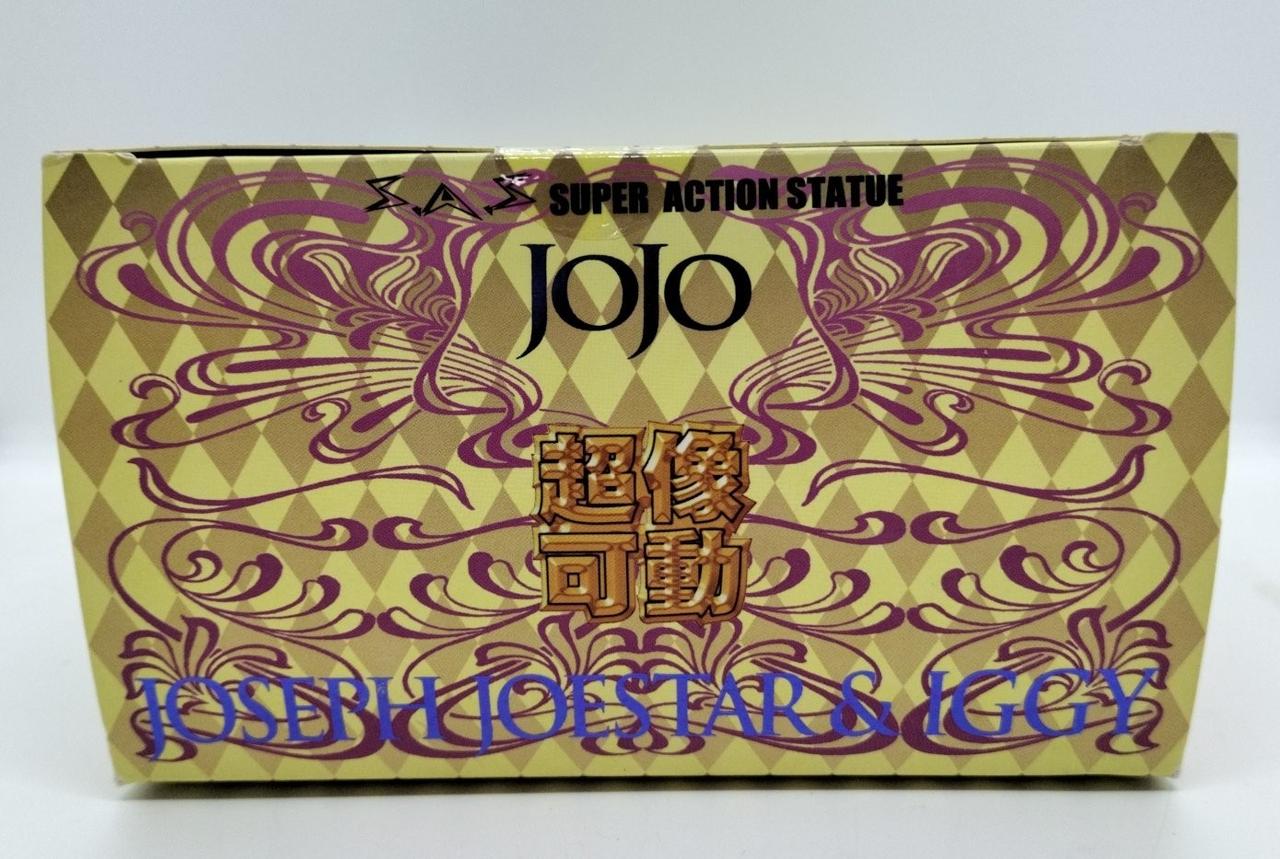 S.A.S SUPER ACTION STATUE
JOJO
超像
可動
JOSEPH JOESTAR & IGGY